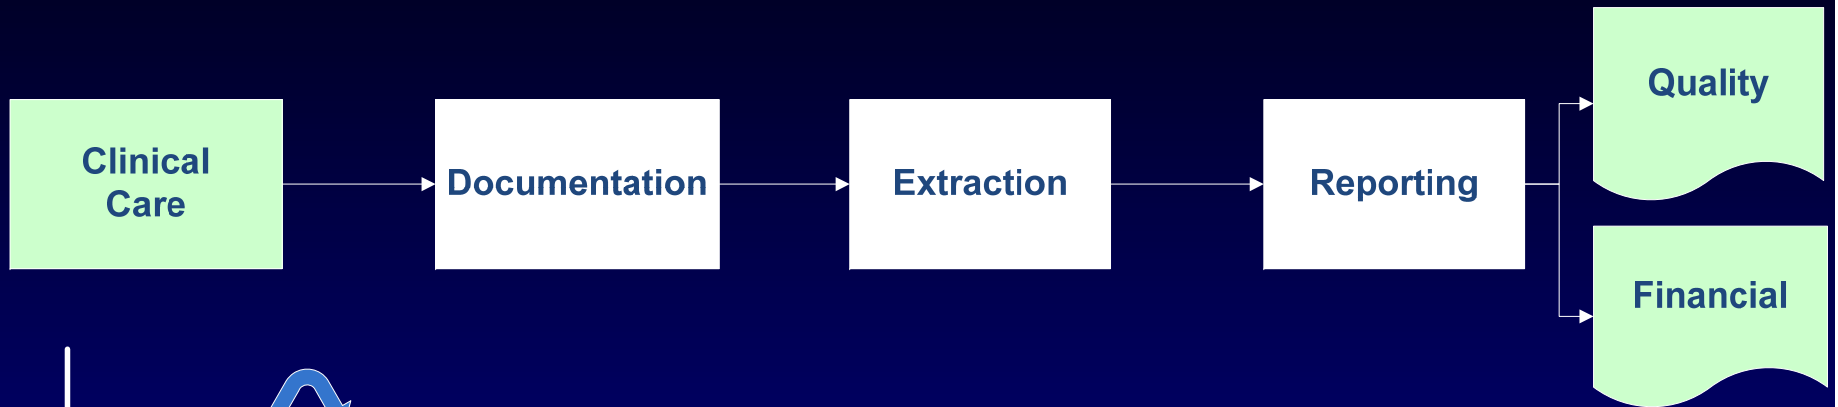 Clinical
Care
Documentation
Extraction
Reporting
Quality
Financial